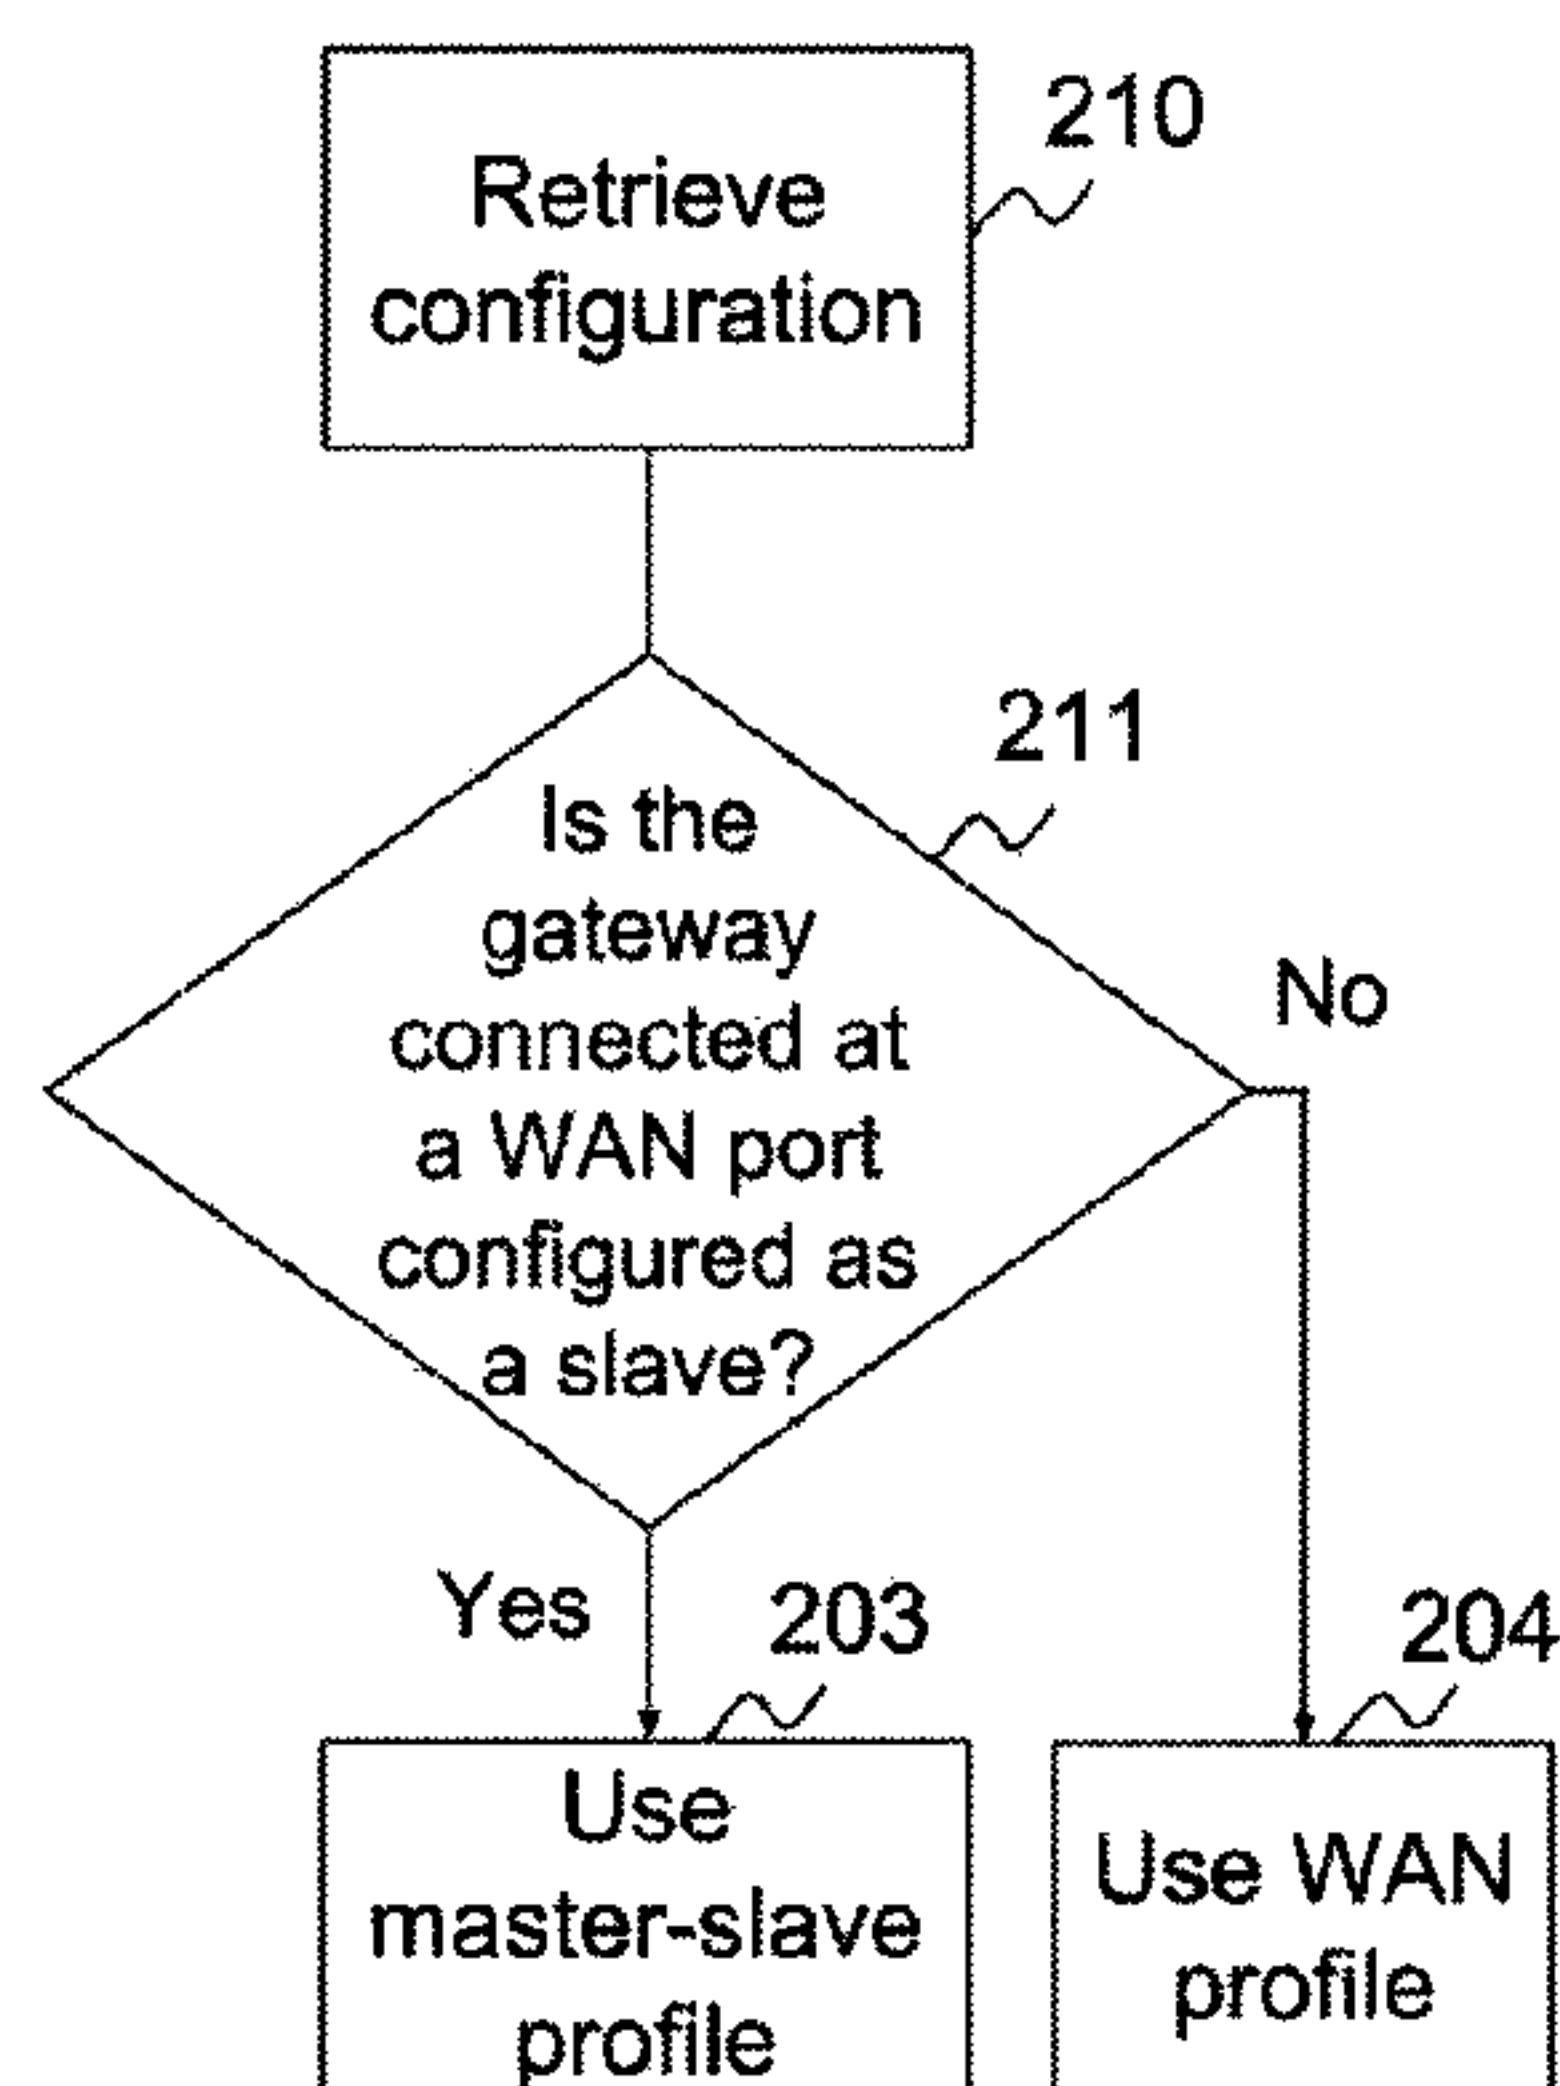 210
Retrieve
configuration
211
Is the
gateway
connected at
a WAN port
configured as
a slave?
No
Yes
203
204
Use
master-slave
profile
Use WAN
profile